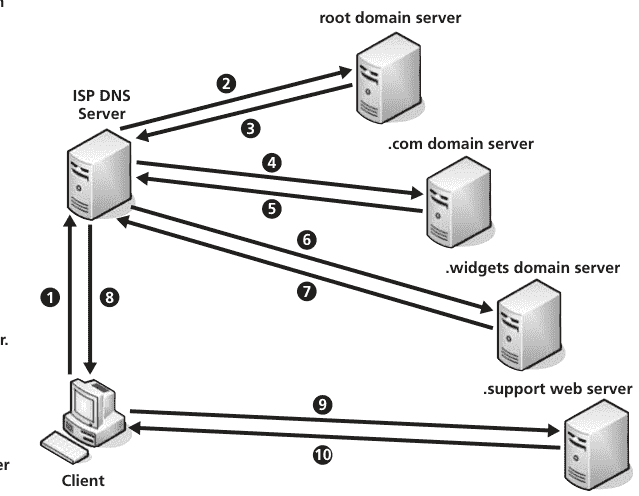 root domain server
2
ISP DNS
Server
3
.com domain server
4
5
6
.widgets domain server
1
8
7
r.
.support web server
9
10
er
Client